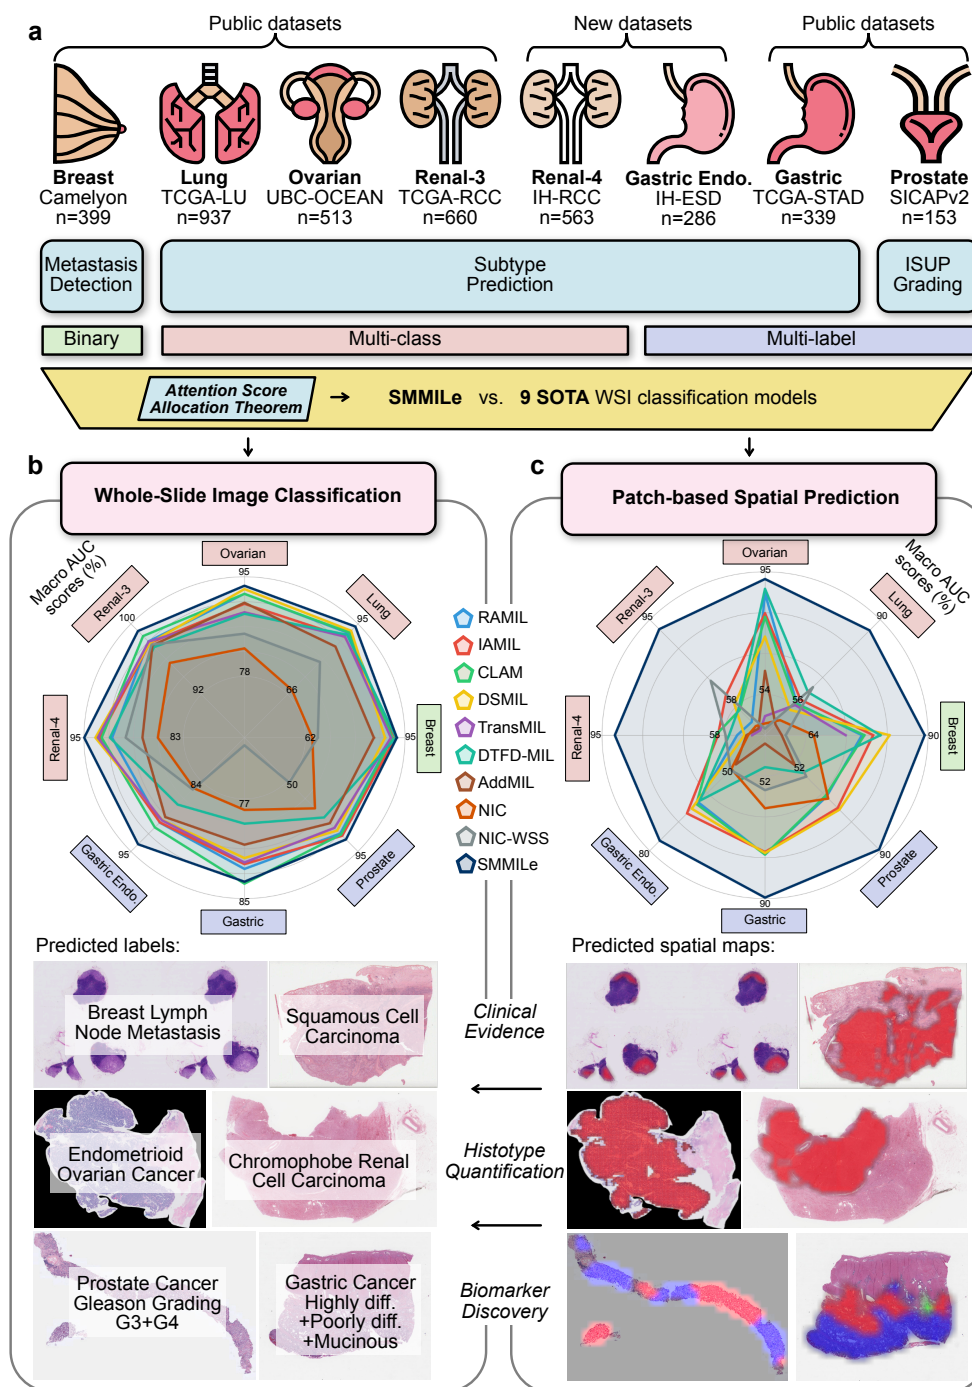 a
Public datasets
New datasets
Public datasets
Breast
Camelyon
n=399
Lung
TCGA-LU
n=937
Ovarian
UBC-OCEAN
n=513
Renal-3
TCGA-RCC
n=660
Renal-4
IH-RCC
n=563
Gastric Endo.
IH-ESD
n=286
Gastric
TCGA-STAD
n=339
Prostate
SICAPv2
n=153
Metastasis
Detection
Subtype
Prediction
ISUP
Grading
Binary
Multi-class
Multi-label
Attention Score
Allocation Theorem
SMMILe vs. 9 SOTA WSI classification models
b
Whole-Slide Image Classification
Macro AUC
scores (%)
Ovarian
95
Renal-3
100
Lung
95
78
66
92
Renal-4
95
83
62
95
Breast
84
50
77
Gastric Endo.
95
Prostate
95
85
Gastric
RAMIL
IAMIL
CLAM
DSMIL
TransMIL
DTFD-MIL
AddMIL
NIC
NIC-WSS
SMMILe
c
Patch-based Spatial Prediction
Macro AUC
scores (%)
Ovarian
95
Renal-3
90
Lung
90
54
56
58
Renal-4
95
58
64
90
Breast
50
52
52
Gastric Endo.
80
Prostate
90
90
Gastric
Predicted labels:
Breast Lymph
Node Metastasis
Squamous Cell
Carcinoma
Endometrioid
Ovarian Cancer
Chromophobe Renal
Cell Carcinoma
Prostate Cancer
Gleason Grading
G3+G4
Gastric Cancer
Highly diff.
+Poorly diff.
+Mucinous
Clinical
Evidence
Histotype
Quantification
Biomarker
Discovery
Predicted spatial maps: